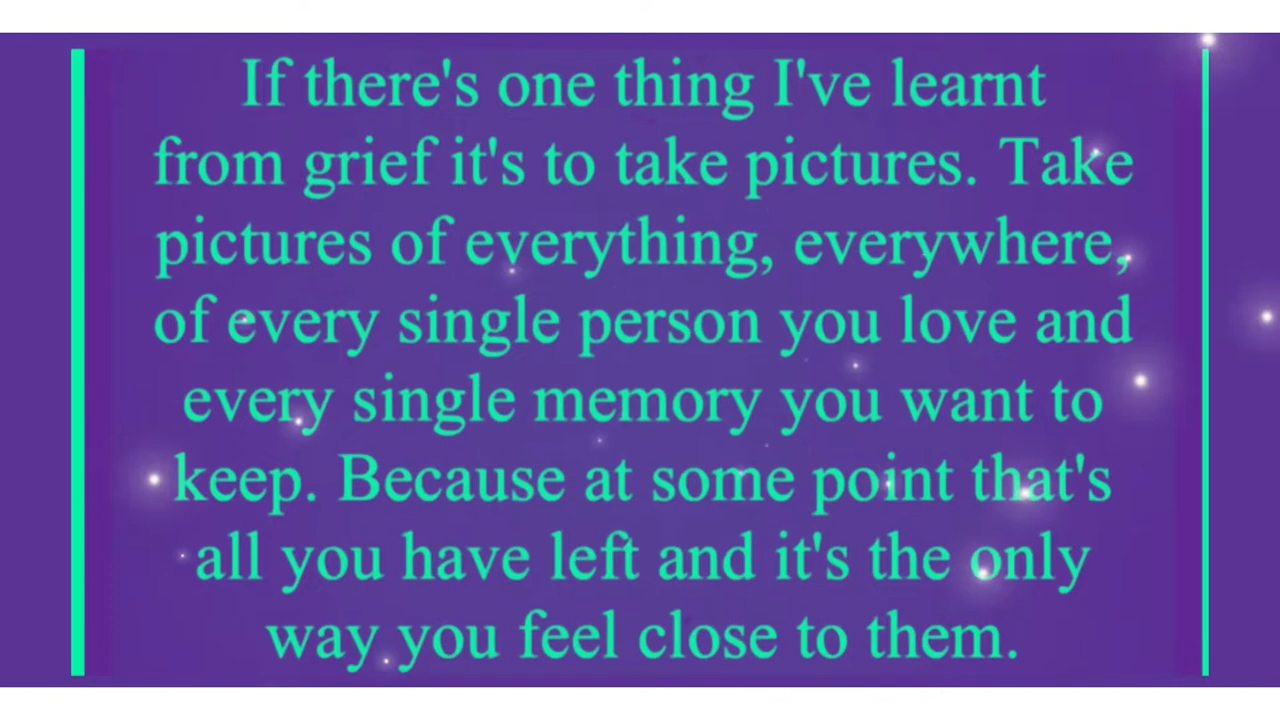 If there's one thing I've learnt
from grief it's to take pictures. Take
pictures of everything, everywhere,
of every single person you love and
every single memory you want to
keep. Because at some point that's
all you have left and it's the only
way you feel close to them.